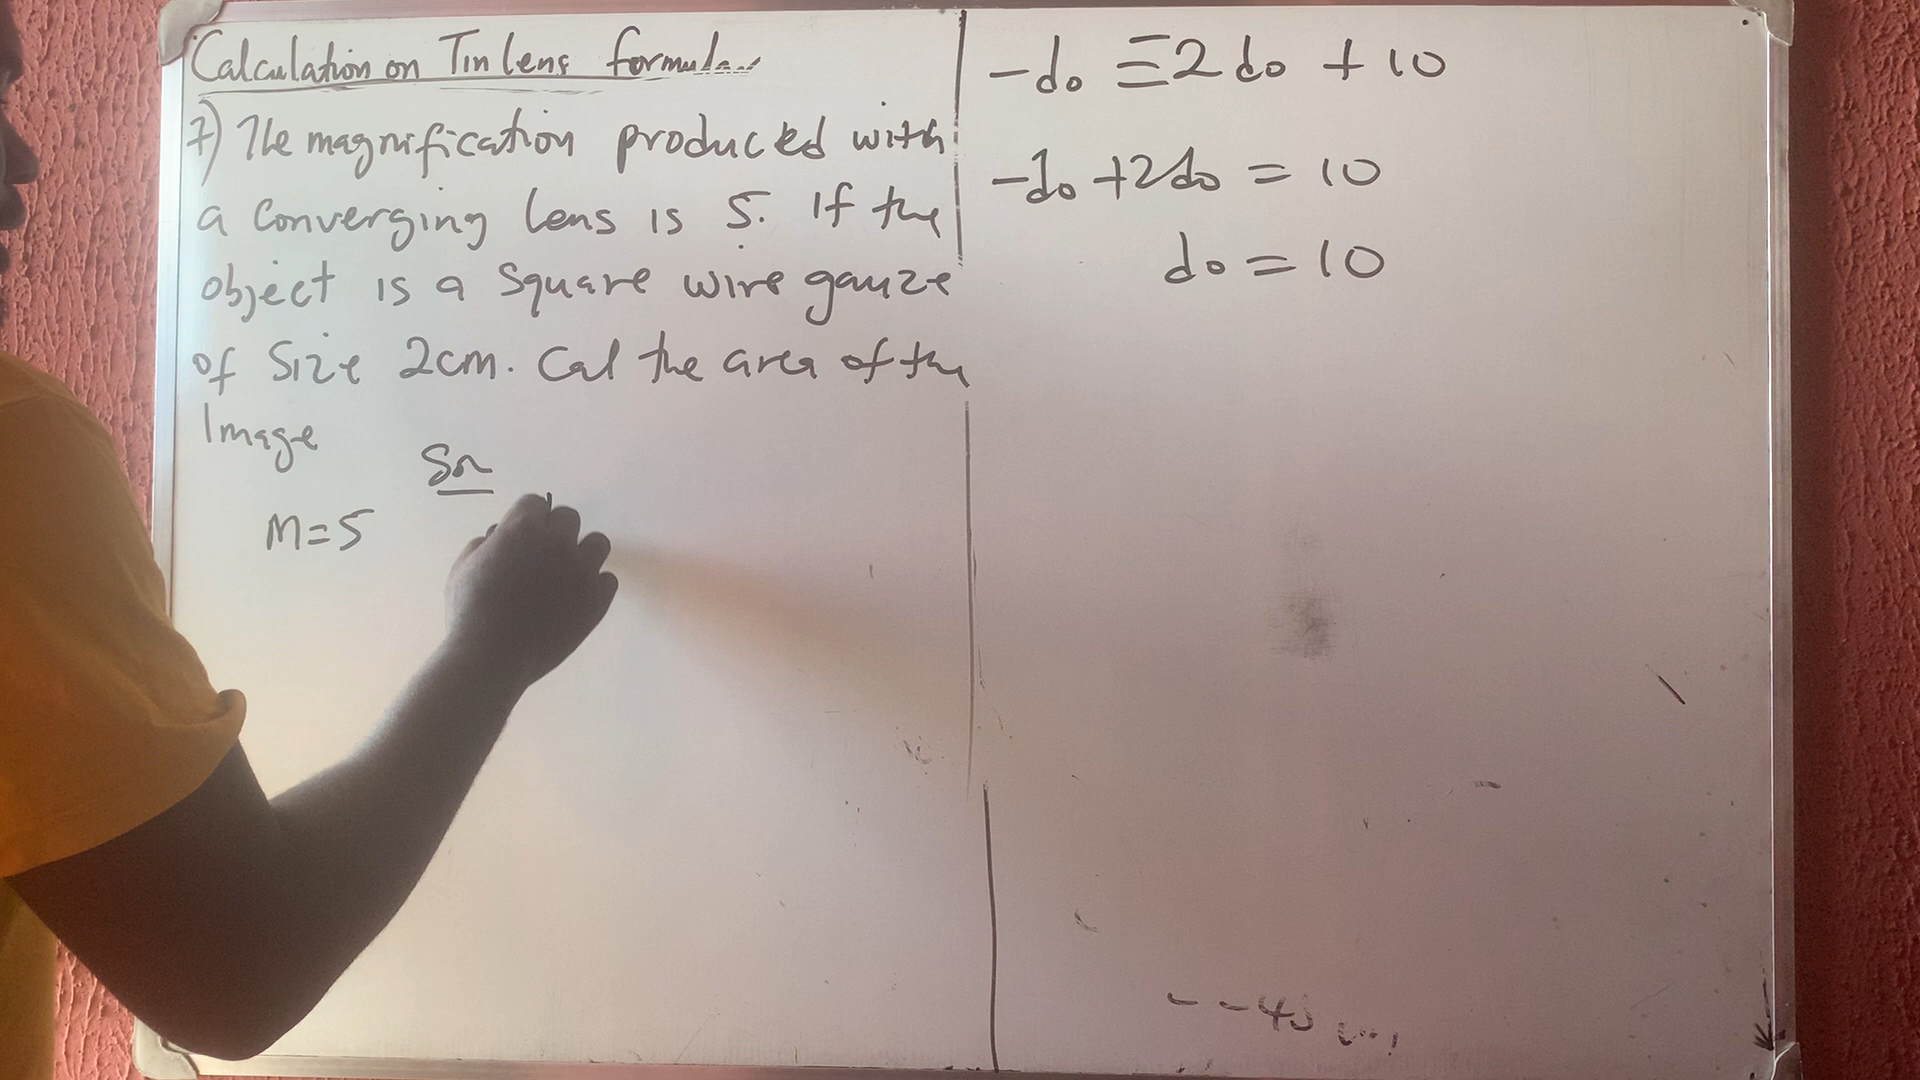 Calculation on Tin lens formula
7) The magnification produced with
a converging lens is 5. If the
object is a square wire gauze
of size 2cm. Cal the area of the
Image
Soln
M=5
-do = -2do + 10
-do +2do = 10
do = 10